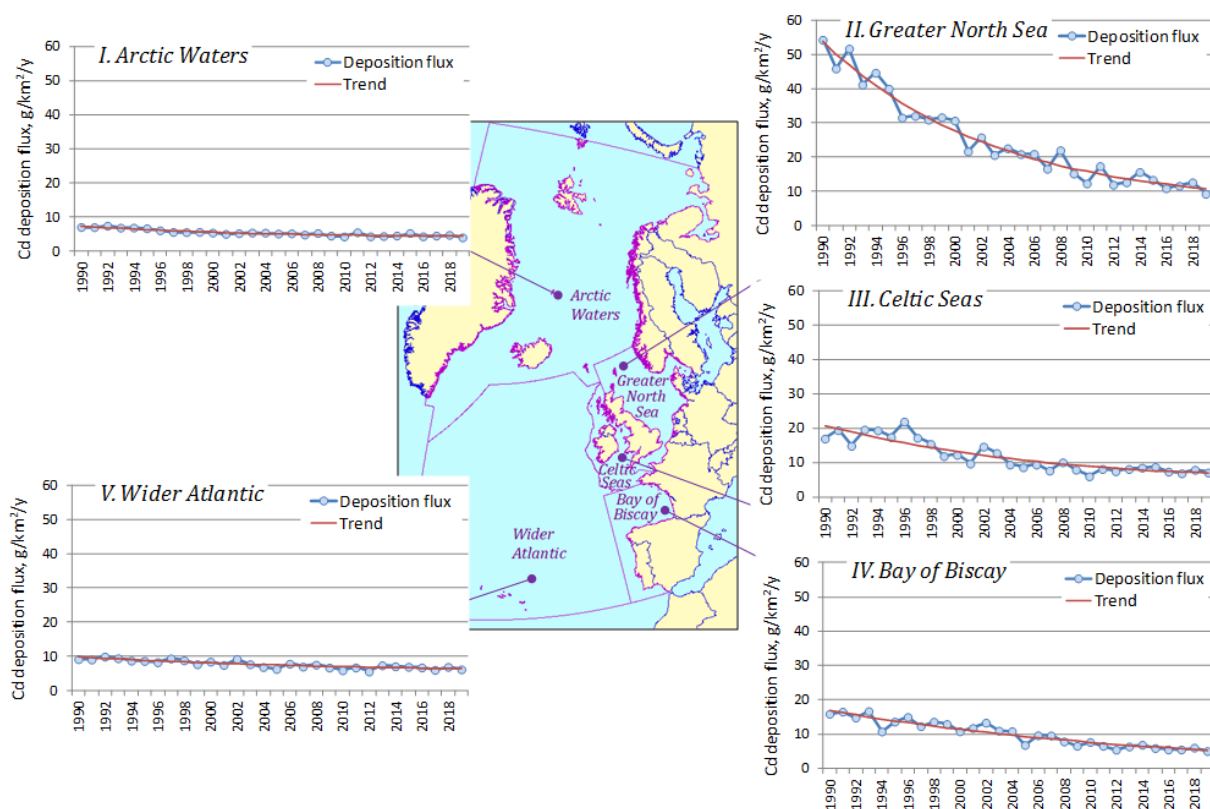 I. Arctic Waters
Deposition flux
Trend
Cd deposition flux, g/km²/y
60
50
40
30
20
10
0
1990 1992 1994 1996 1998 2000 2002 2004 2006 2008 2010 2012 2014 2016 2018
II. Greater North Sea
Deposition flux
Trend
Cd deposition flux, g/km²/y
60
50
40
30
20
10
0
1990 1992 1994 1996 1998 2000 2002 2004 2006 2008 2010 2012 2014 2016 2018
Arctic
Waters
Greater
North
Sea
Celtic
Seas
Bay of
Biscay
Wider
Atlantic
III. Celtic Seas
Deposition flux
Trend
Cd deposition flux, g/km²/y
60
50
40
30
20
10
0
1990 1992 1994 1996 1998 2000 2002 2004 2006 2008 2010 2012 2014 2016 2018
V. Wider Atlantic
Deposition flux
Trend
Cd deposition flux, g/km²/y
60
50
40
30
20
10
0
1990 1992 1994 1996 1998 2000 2002 2004 2006 2008 2010 2012 2014 2016 2018
IV. Bay of Biscay
Deposition flux
Trend
Cd deposition flux, g/km²/y
60
50
40
30
20
10
0
1990 1992 1994 1996 1998 2000 2002 2004 2006 2008 2010 2012 2014 2016 2018